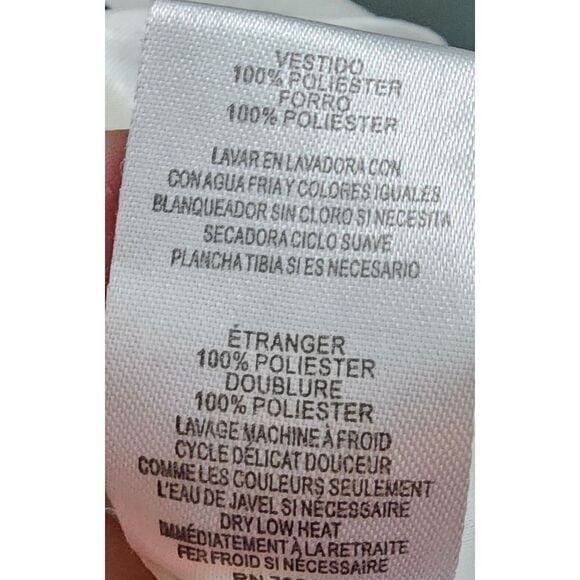 VESTIDO
100% POLIESTER
FORRO
100% POLIESTER
LAVAR EN LAVADORA CON
CON AGUA FRIA Y COLORES IGUALES
BLANQUEADOR SIN CLORO SI NECESITA
SECADORA CICLO SUAVE
PLANCHA TIBIA SI ES NECESARIO
ÉTRANGER
100% POLIESTER
DOUBLURE
100% POLIESTER
LAVAGE MACHINE À FROID
CYCLE DÉLICAT DOUCEUR
COMME LES COULEURS SEULEMENT
L'EAU DE JAVEL SI NÉCESSAIRE
DRY LOW HEAT
IMMÉDIATEMENT À LA RETRAITE
FER FROID SI NÉCESSAIRE
RN